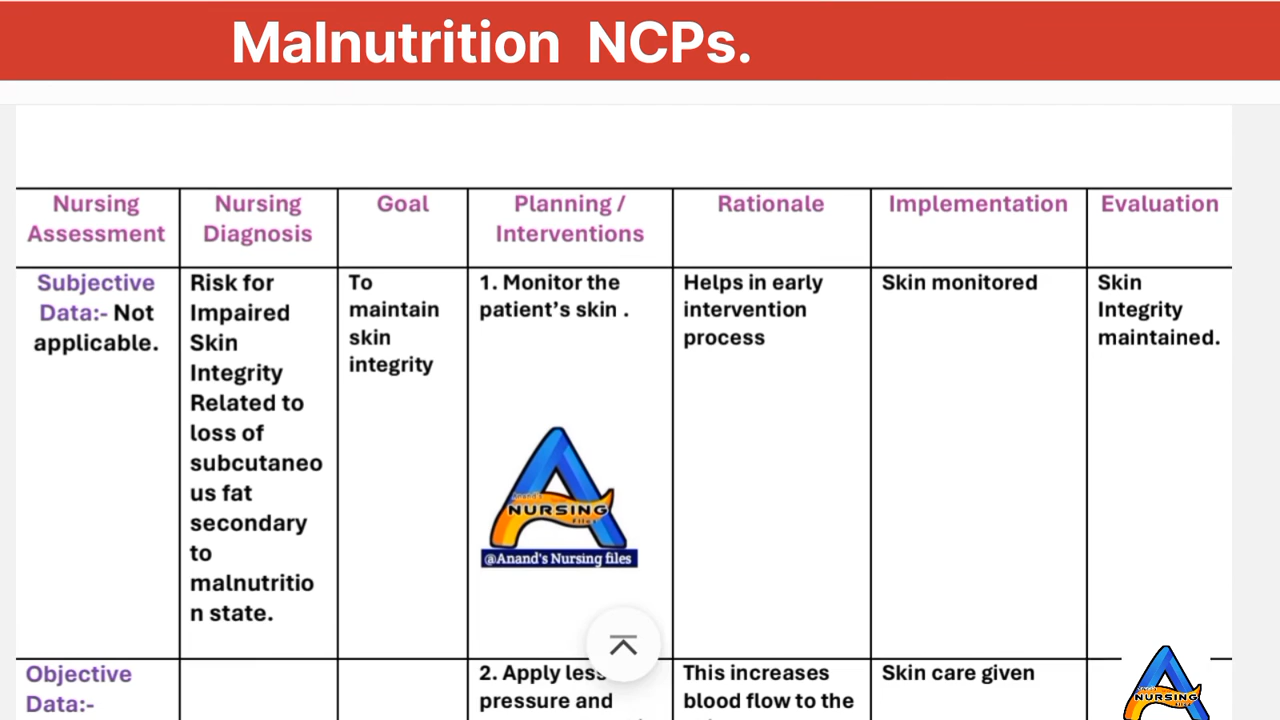 Malnutrition NCPs.
Nursing
Assessment
Nursing
Diagnosis
Goal
Planning /
Interventions
Rationale
Implementation
Evaluation
Subjective
Data:- Not
applicable.
Risk for
Impaired
Skin
Integrity
Related to
loss of
subcutaneo
us fat
secondary
to
malnutritio
n state.
To
maintain
skin
integrity
1. Monitor the
patient’s skin .
Anand's
NURSING
files
@Anand's Nursing files
Helps in early
intervention
process
Skin monitored
Skin
Integrity
maintained.
Objective
Data:-
2. Apply less
pressure and
This increases
blood flow to the
Skin care given
NURSING